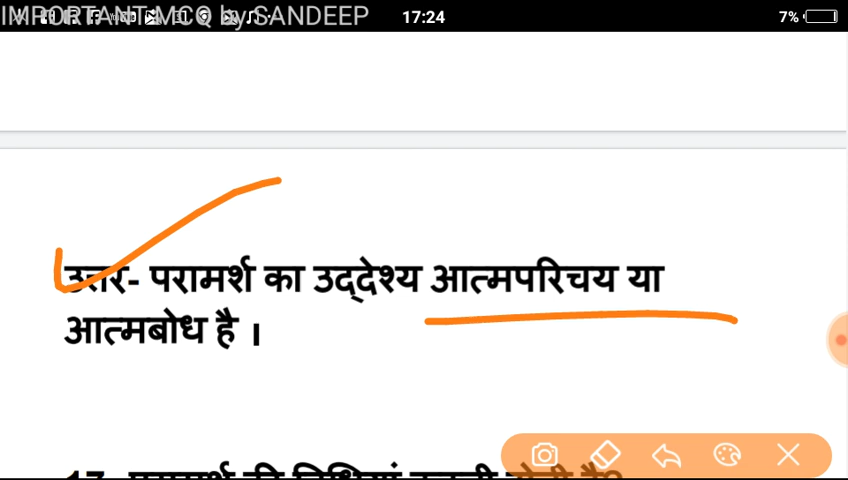 IMPORTANT MCQ by SANDEEP
17:24
7%
उत्तर- परामर्श का उद्देश्य आत्मपरिचय या
आत्मबोध है ।